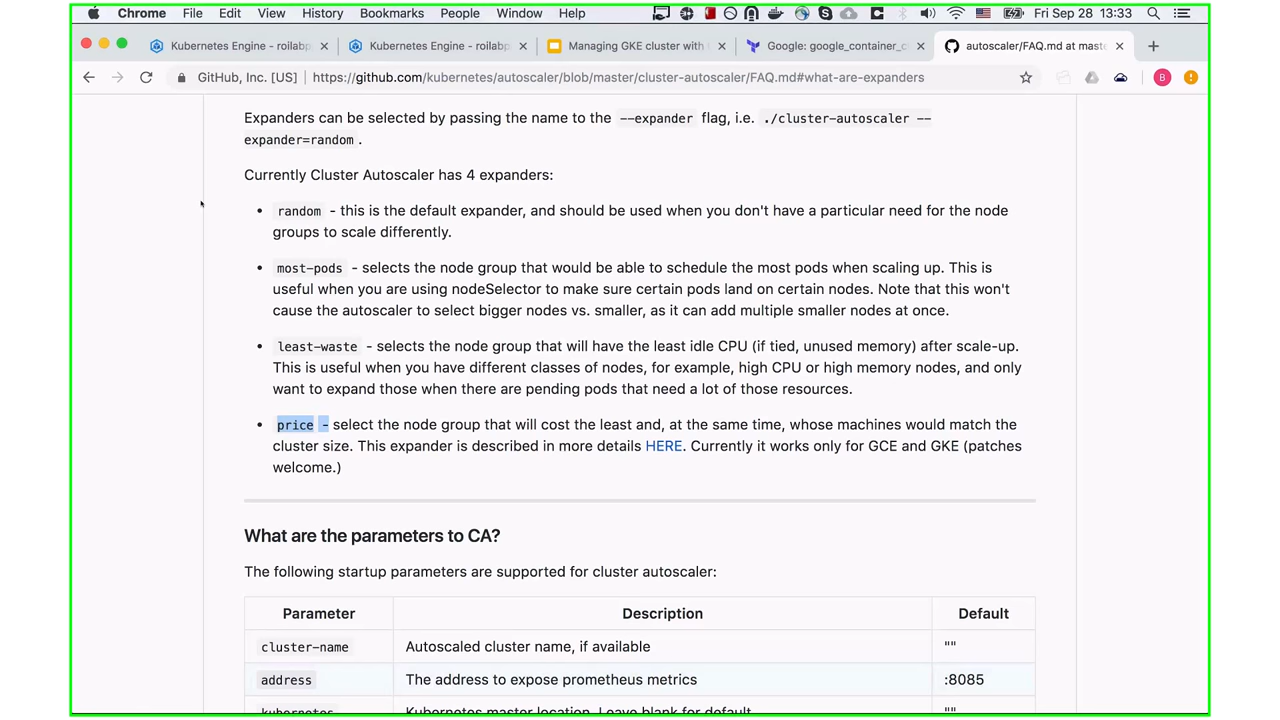 Chrome File Edit View History Bookmarks People Window Help Fri Sep 28 13:33
Kubernetes Engine - roilabp × Kubernetes Engine - roilabp × Managing GKE cluster with × Google: google_container_c × autoscaler/FAQ.md at maste ×
GitHub, Inc. [US] | https://github.com/kubernetes/autoscaler/blob/master/cluster-autoscaler/FAQ.md#what-are-expanders B
Expanders can be selected by passing the name to the --expander flag, i.e. ./cluster-autoscaler --
expander=random .
Currently Cluster Autoscaler has 4 expanders:
• random - this is the default expander, and should be used when you don't have a particular need for the node
groups to scale differently.
• most-pods - selects the node group that would be able to schedule the most pods when scaling up. This is
useful when you are using nodeSelector to make sure certain pods land on certain nodes. Note that this won't
cause the autoscaler to select bigger nodes vs. smaller, as it can add multiple smaller nodes at once.
• least-waste - selects the node group that will have the least idle CPU (if tied, unused memory) after scale-up.
This is useful when you have different classes of nodes, for example, high CPU or high memory nodes, and only
want to expand those when there are pending pods that need a lot of those resources.
• price - select the node group that will cost the least and, at the same time, whose machines would match the
cluster size. This expander is described in more details HERE. Currently it works only for GCE and GKE (patches
welcome.)
What are the parameters to CA?
The following startup parameters are supported for cluster autoscaler:
Parameter Description Default
cluster-name Autoscaled cluster name, if available ""
address The address to expose prometheus metrics :8085
kubernetes Kubernetes master location. Leave blank for default ""